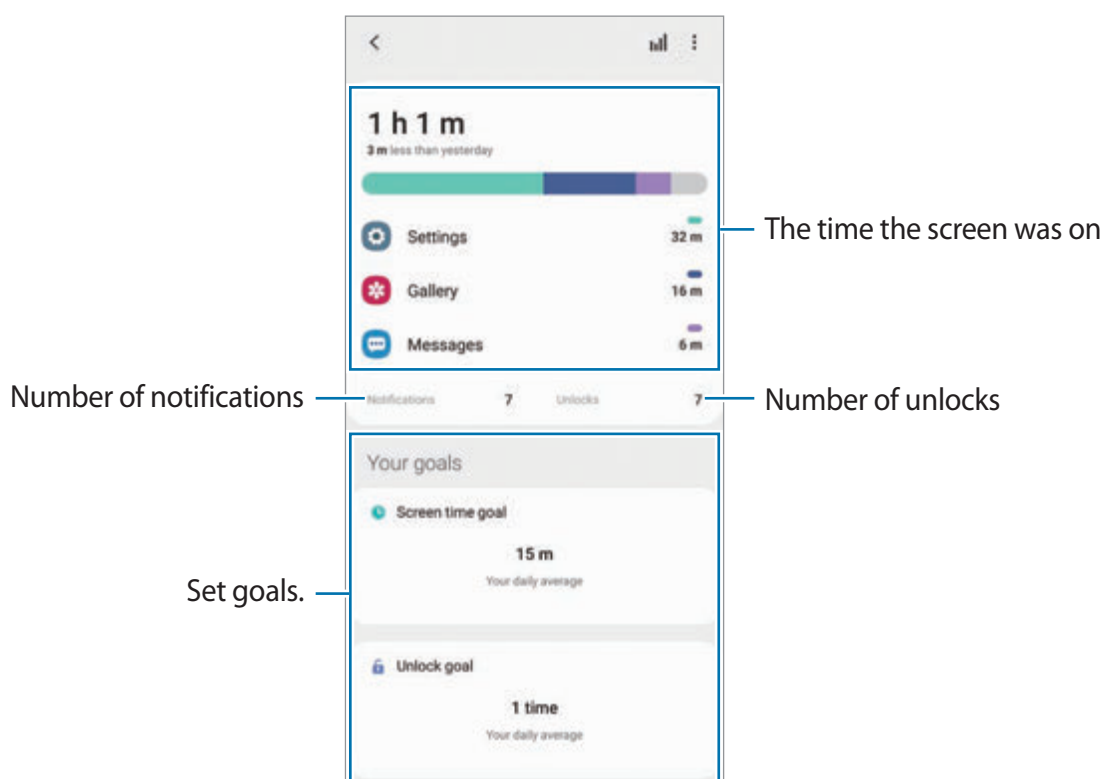 1 h 1 m
3 m less than yesterday
Settings
32 m
The time the screen was on
Gallery
16 m
Messages
6 m
Number of notifications
Notifications 7 Unlocks 7
Number of unlocks
Your goals
Screen time goal
15 m
Your daily average
Set goals.
Unlock goal
1 time
Your daily average